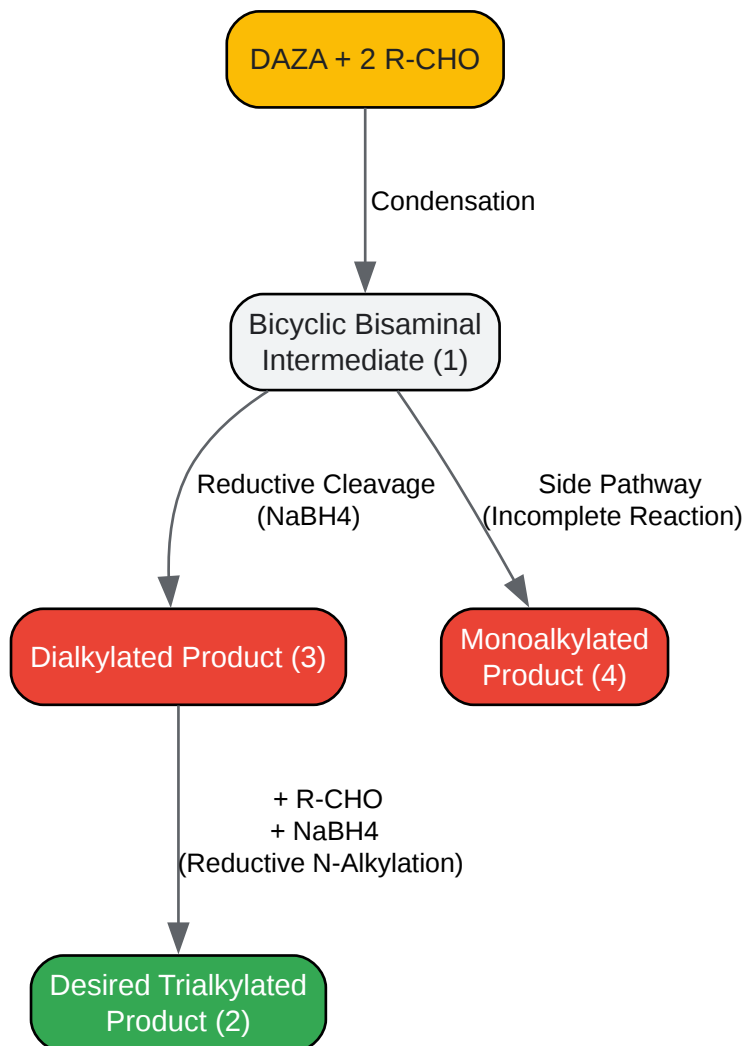 DAZA + 2 R-CHO
Condensation
Bicyclic Bisaminal
Intermediate (1)
Reductive Cleavage
(NaBH4)
Side Pathway
(Incomplete Reaction)
Dialkylated Product (3)
Monoalkylated
Product (4)
+ R-CHO
+ NaBH4
(Reductive N-Alkylation)
Desired Trialkylated
Product (2)